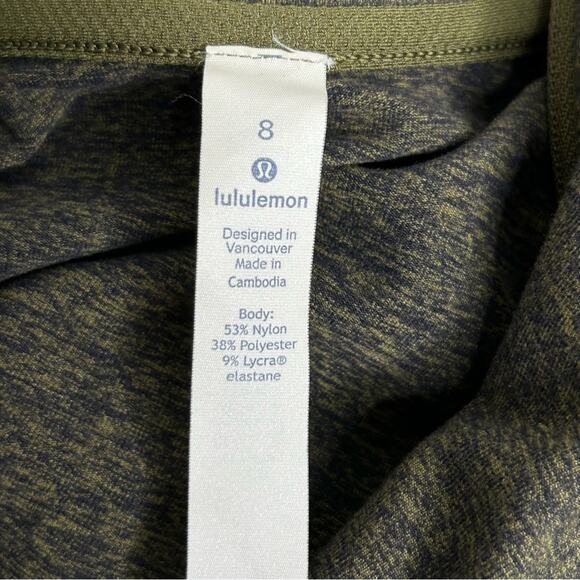 8
lululemon
Designed in
Vancouver
Made in
Cambodia
Body:
53% Nylon
38% Polyester
9% Lycra®
elastane